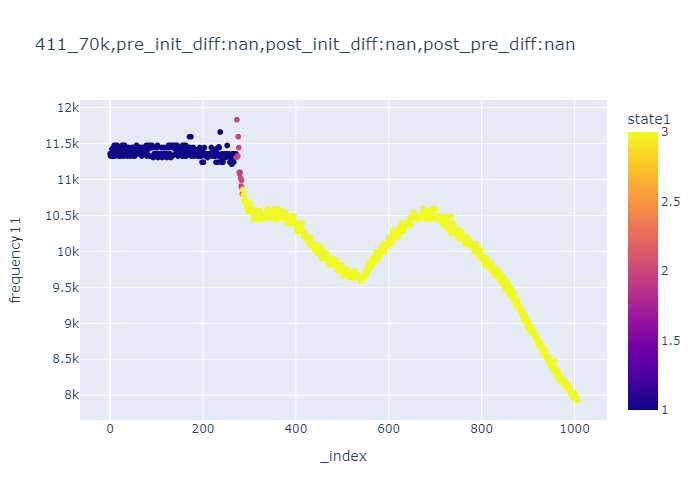 411_70k,pre_init_diff:nan,post_init_diff:nan,post_pre_diff:nan
state1
12k
11.5k
11k
10.5k
10k
9.5k
9k
8.5k
8k
frequency11
0
200
400
600
800
1000
_index
3
2.5
2
1.5
1